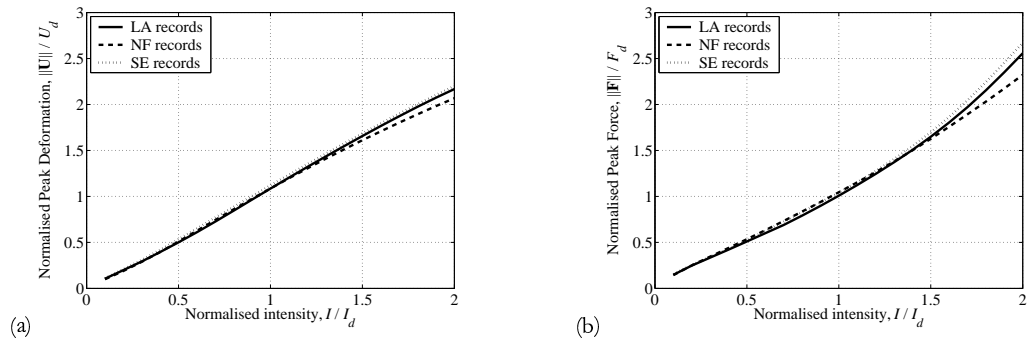 3
2.5
2
1.5
1
0.5
0
0
0.5
1
1.5
2
Normalised Peak Deformation, ||U|| / U_d
Normalised intensity, I / I_d
LA records
NF records
SE records
(a)
3
2.5
2
1.5
1
0.5
0
0
0.5
1
1.5
2
Normalised Peak Force, ||F|| / F_d
Normalised intensity, I / I_d
LA records
NF records
SE records
(b)